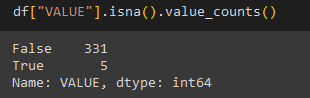 df["VALUE"].isna().value_counts()
False    331
True       5
Name: VALUE, dtype: int64